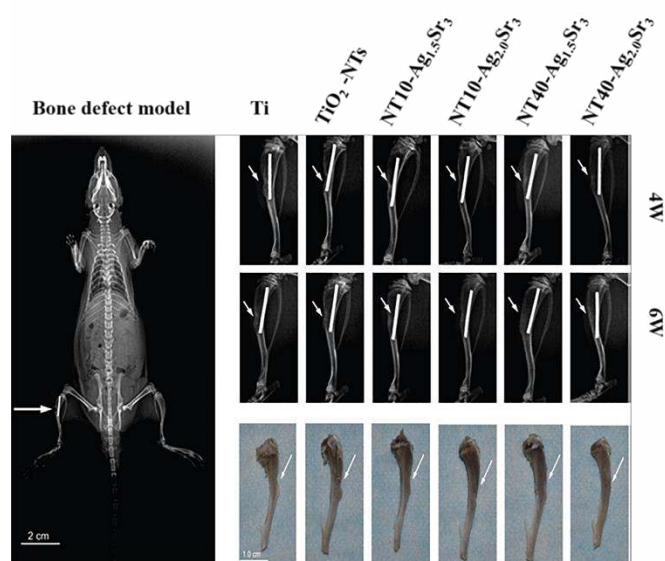 Bone defect model
Ti
TiO₂ -NTs
NT10-Ag₁.₅Sr₃
NT10-Ag₂.₀Sr₃
NT40-Ag₁.₅Sr₃
NT40-Ag₂.₀Sr₃
4W
6W
2 cm
1.0 cm